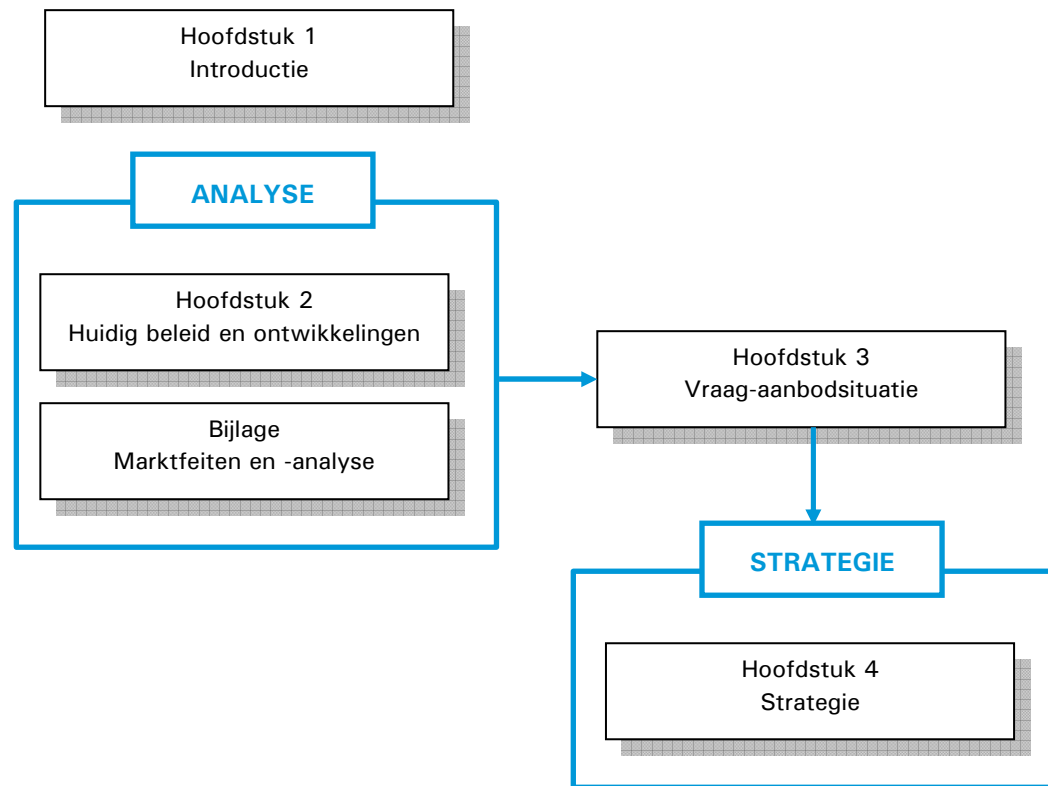 Hoofdstuk 1
Introductie
ANALYSE
Hoofdstuk 2
Huidig beleid en ontwikkelingen
Bijlage
Marktfeiten en -analyse
Hoofdstuk 3
Vraag-aanbodsituatie
STRATEGIE
Hoofdstuk 4
Strategie